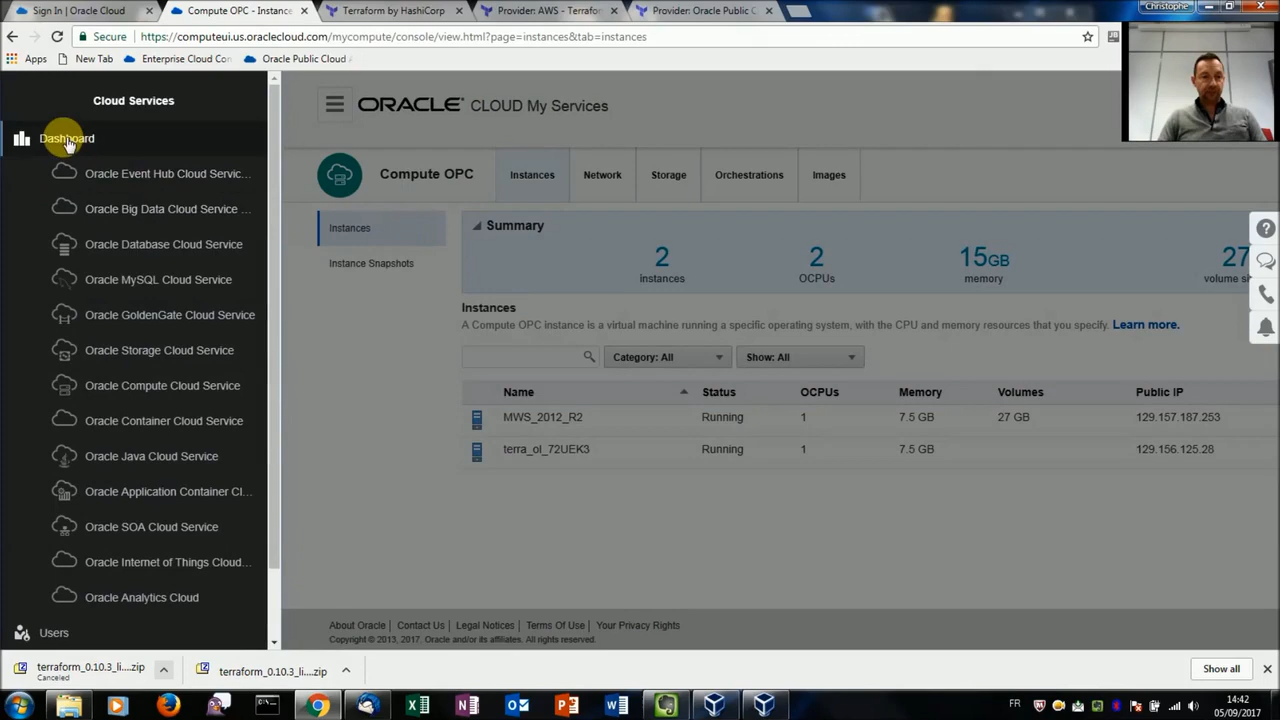 Sign In | Oracle Cloud
Compute OPC - Instance
Terraform by HashiCorp
Provider: AWS - Terrafor
Provider: Oracle Public C
Christophe
Secure
https://computeui.us.oraclecloud.com/mycompute/console/view.html?page=instances&tab=instances
Apps
New Tab
Enterprise Cloud Con
Oracle Public Cloud A
Cloud Services
Dashboard
Oracle Event Hub Cloud Servic...
Oracle Big Data Cloud Service ...
Oracle Database Cloud Service
Oracle MySQL Cloud Service
Oracle GoldenGate Cloud Service
Oracle Storage Cloud Service
Oracle Compute Cloud Service
Oracle Container Cloud Service
Oracle Java Cloud Service
Oracle Application Container Cl...
Oracle SOA Cloud Service
Oracle Internet of Things Cloud...
Oracle Analytics Cloud
Users
ORACLE CLOUD My Services
Compute OPC Instances Network Storage Orchestrations Images
Instances
Instance Snapshots
Summary
2 2 15GB 27
instances OCPUs memory volume si
Instances
A Compute OPC instance is a virtual machine running a specific operating system, with the CPU and memory resources that you specify. Learn more.
Category: All Show: All
Name Status OCPUs Memory Volumes Public IP
MWS_2012_R2 Running 1 7.5 GB 27 GB 129.157.187.253
terra_ol_72UEK3 Running 1 7.5 GB 129.156.125.28
About Oracle Contact Us Legal Notices Terms Of Use Your Privacy Rights
Copyright © 2013, 2017. Oracle and/or its affiliates. All rights reserved.
terraform_0.10.3_li....zip
Canceled
terraform_0.10.3_li....zip
Show all
FR
14:42
05/09/2017